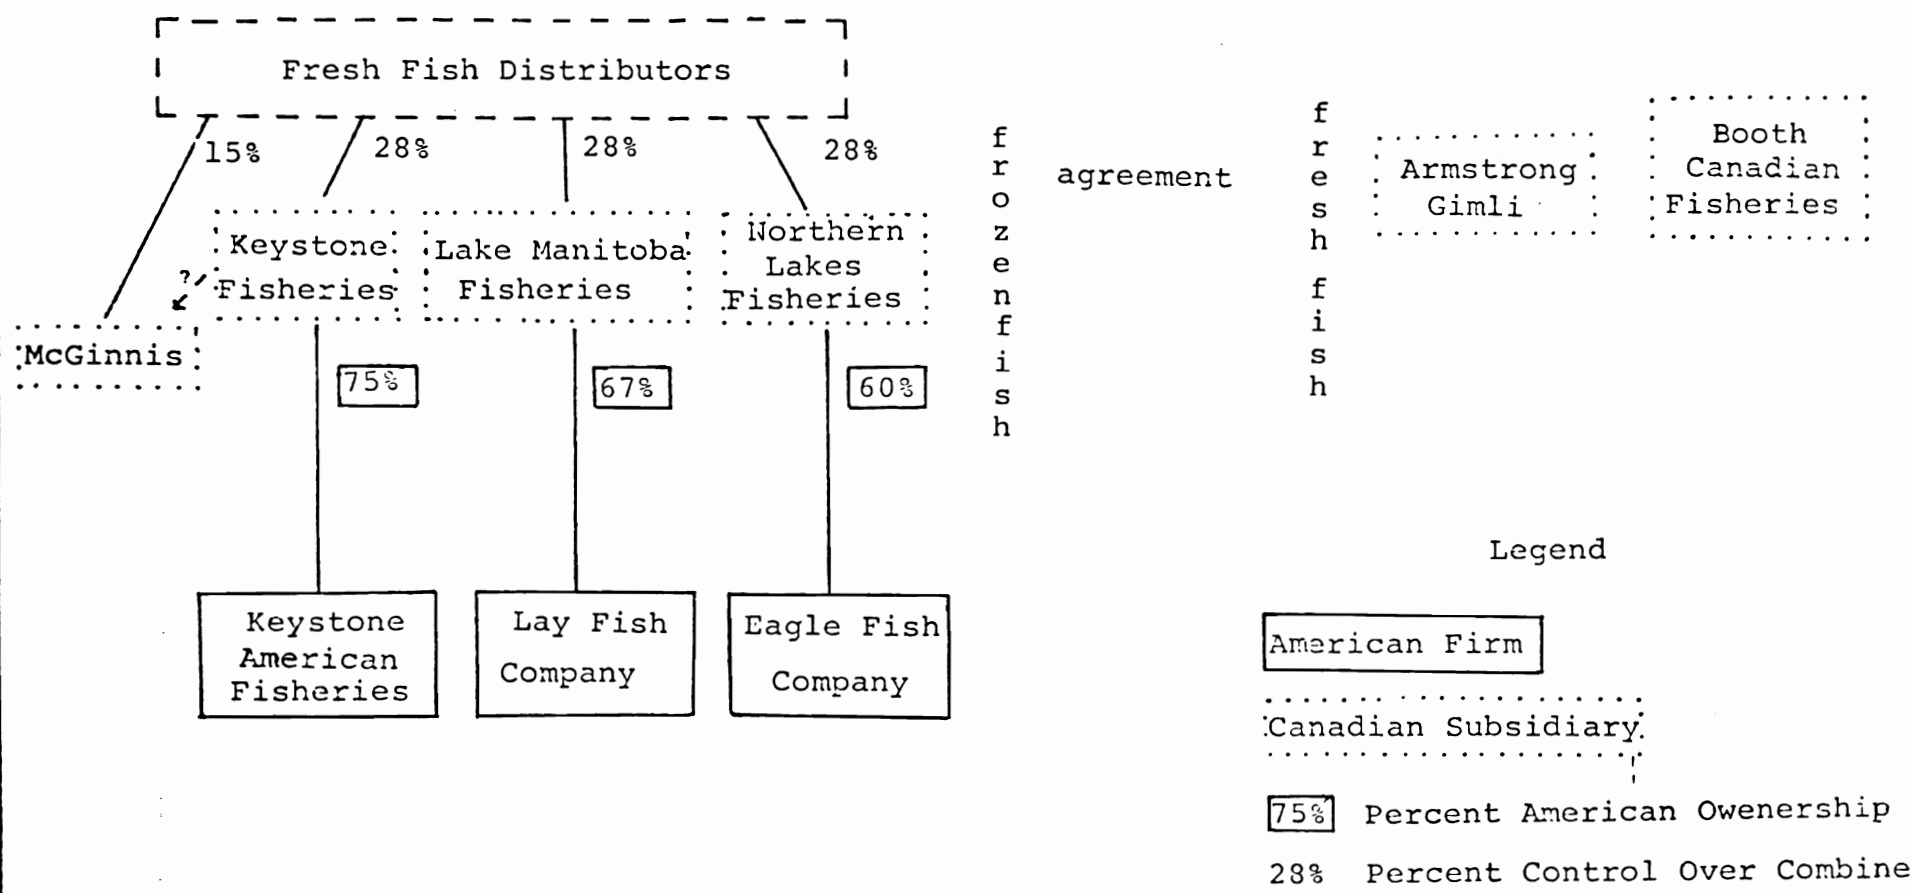 Fresh Fish Distributors
15%
28%
28%
28%
Keystone
Fisheries
Lake Manitoba
Fisheries
Northern
Lakes
Fisheries
?
McGinnis
75%
67%
60%
Keystone
American
Fisheries
Lay Fish
Company
Eagle Fish
Company
frozen fish
agreement
fresh fish
Armstrong
Gimli
Booth
Canadian
Fisheries
Legend
American Firm
Canadian Subsidiary
75% Percent American Owenership
28% Percent Control Over Combine